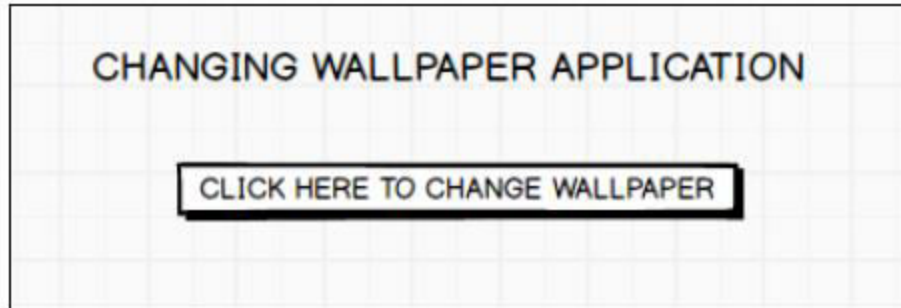 CHANGING WALLPAPER APPLICATION
CLICK HERE TO CHANGE WALLPAPER